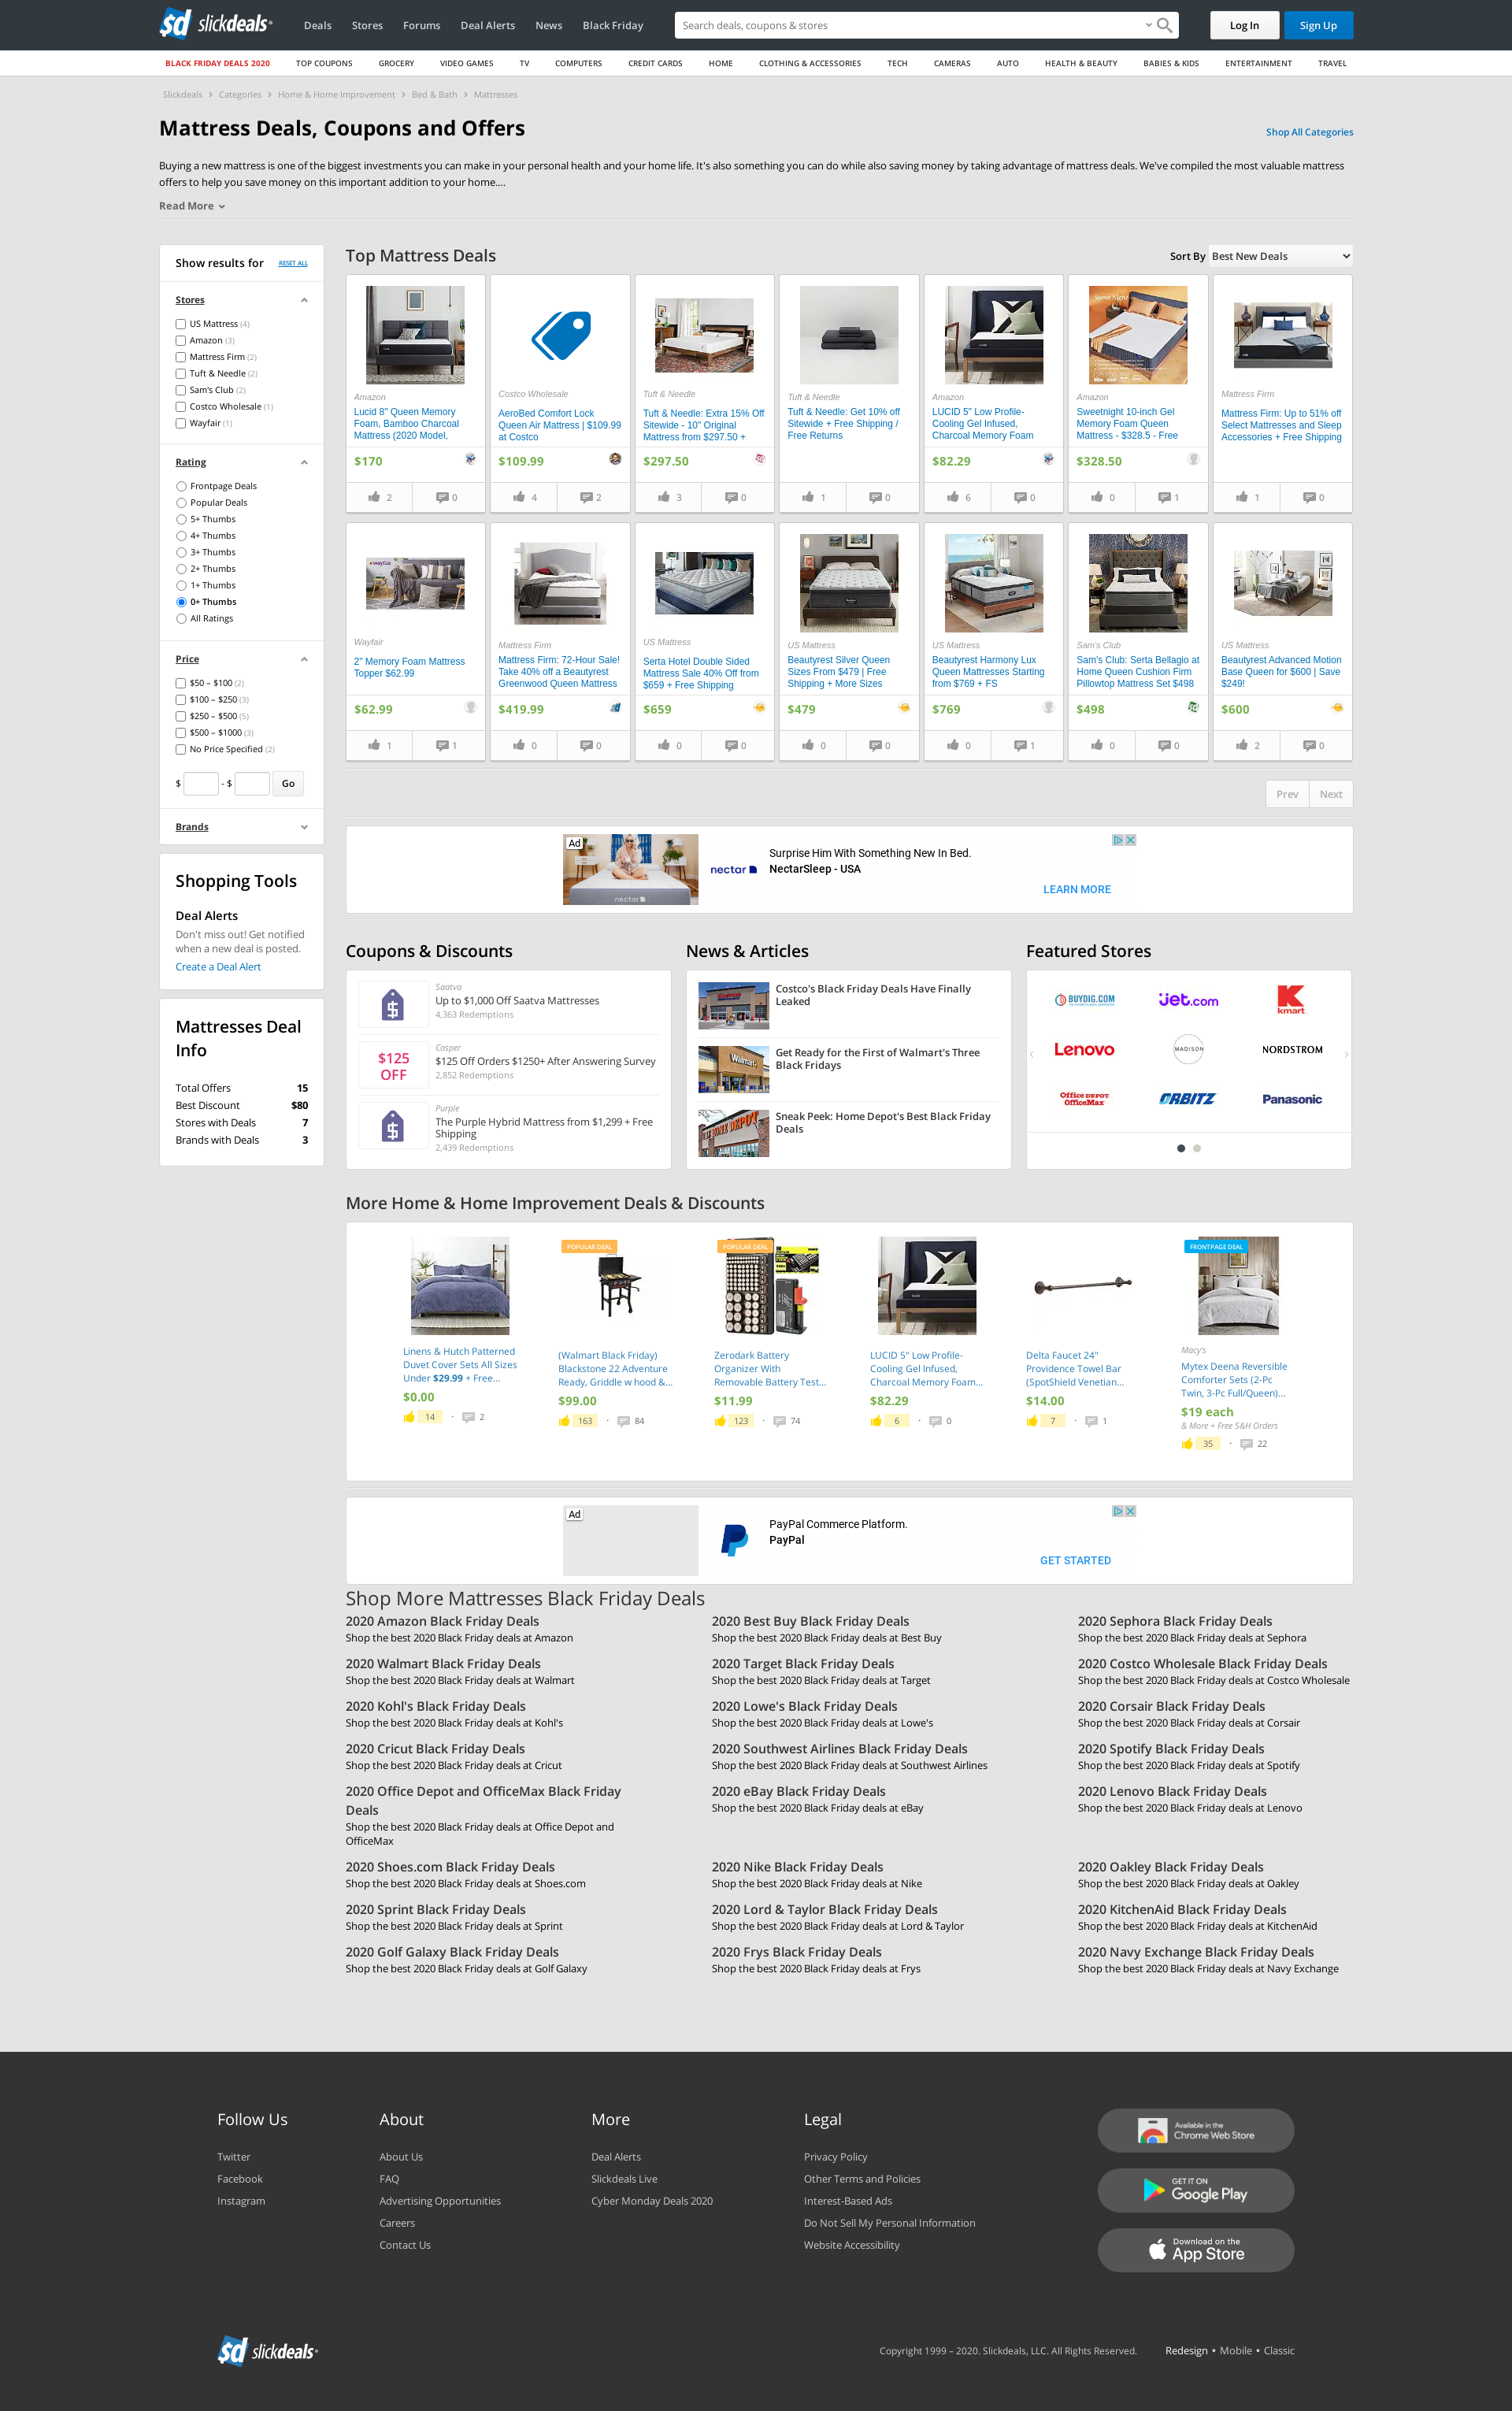 sd slickdeals
Deals
Stores
Forums
Deal Alerts
News
Black Friday
Search deals, coupons & stores
Log In
Sign Up
BLACK FRIDAY DEALS 2020
TOP COUPONS
GROCERY
VIDEO GAMES
TV
COMPUTERS
CREDIT CARDS
HOME
CLOTHING & ACCESSORIES
TECH
CAMERAS
AUTO
HEALTH & BEAUTY
BABIES & KIDS
ENTERTAINMENT
TRAVEL
Slickdeals › Categories › Home & Home Improvement › Bed & Bath › Mattresses
Mattress Deals, Coupons and Offers
Shop All Categories
Buying a new mattress is one of the biggest investments you can make in your personal health and your home life. It's also something you can do while also saving money by taking advantage of mattress deals. We've compiled the most valuable mattress
offers to help you save money on this important addition to your home....
Read More
Show results for
RESET ALL
Stores
US Mattress (4)
Amazon (3)
Mattress Firm (2)
Tuft & Needle (2)
Sam's Club (2)
Costco Wholesale (1)
Wayfair (1)
Rating
Frontpage Deals
Popular Deals
5+ Thumbs
4+ Thumbs
3+ Thumbs
2+ Thumbs
1+ Thumbs
0+ Thumbs
All Ratings
Price
$50 – $100 (2)
$100 – $250 (3)
$250 – $500 (5)
$500 – $1000 (3)
No Price Specified (2)
$ - $ Go
Brands
Shopping Tools
Deal Alerts
Don't miss out! Get notified
when a new deal is posted.
Create a Deal Alert
Mattresses Deal
Info
Total Offers 15
Best Discount $80
Stores with Deals 7
Brands with Deals 3
Top Mattress Deals
Sort By Best New Deals
Amazon
Lucid 8" Queen Memory
Foam, Bamboo Charcoal
Mattress (2020 Model,
$170
2 0
Costco Wholesale
AeroBed Comfort Lock
Queen Air Mattress | $109.99
at Costco
$109.99
4 2
Tuft & Needle
Tuft & Needle: Extra 15% Off
Sitewide - 10" Original
Mattress from $297.50 +
$297.50
3 0
Tuft & Needle
Tuft & Needle: Get 10% off
Sitewide + Free Shipping /
Free Returns
1 0
Amazon
LUCID 5" Low Profile-
Cooling Gel Infused,
Charcoal Memory Foam
$82.29
6 0
Sweet Night
Amazon
Sweetnight 10-inch Gel
Memory Foam Queen
Mattress - $328.5 - Free
$328.50
0 1
Mattress Firm
Mattress Firm: Up to 51% off
Select Mattresses and Sleep
Accessories + Free Shipping
1 0
wayfair
Wayfair
2" Memory Foam Mattress
Topper $62.99
$62.99
1 1
Mattress Firm
Mattress Firm: 72-Hour Sale!
Take 40% off a Beautyrest
Greenwood Queen Mattress
$419.99
0 0
US Mattress
Serta Hotel Double Sided
Mattress Sale 40% Off from
$659 + Free Shipping
$659
0 0
US Mattress
Beautyrest Silver Queen
Sizes From $479 | Free
Shipping + More Sizes
$479
0 0
US Mattress
Beautyrest Harmony Lux
Queen Mattresses Starting
from $769 + FS
$769
0 1
Sam's Club
Sam's Club: Serta Bellagio at
Home Queen Cushion Firm
Pillowtop Mattress Set $498
$498
0 0
US Mattress
Beautyrest Advanced Motion
Base Queen for $600 | Save
$249!
$600
2 0
Prev
Next
Ad
nectar
nectar
Surprise Him With Something New In Bed.
NectarSleep - USA
LEARN MORE
Coupons & Discounts
Saatva
Up to $1,000 Off Saatva Mattresses
4,363 Redemptions
$125
OFF
Casper
$125 Off Orders $1250+ After Answering Survey
2,852 Redemptions
Purple
The Purple Hybrid Mattress from $1,299 + Free
Shipping
2,439 Redemptions
News & Articles
Costco's Black Friday Deals Have Finally
Leaked
Walmart
Get Ready for the First of Walmart's Three
Black Fridays
THE HOME DEPOT
Sneak Peek: Home Depot's Best Black Friday
Deals
Featured Stores
BUYDIG.COM
jet.com
K kmart
Lenovo
MADISON
NORDSTROM
Office DEPOT OfficeMax
ORBITZ
Panasonic
More Home & Home Improvement Deals & Discounts
Linens & Hutch Patterned
Duvet Cover Sets All Sizes
Under $29.99 + Free...
$0.00
14 · 2
POPULAR DEAL
(Walmart Black Friday)
Blackstone 22 Adventure
Ready, Griddle w hood &...
$99.00
163 · 84
POPULAR DEAL
Zerodark Battery
Organizer With
Removable Battery Test...
$11.99
123 · 74
LUCID 5" Low Profile-
Cooling Gel Infused,
Charcoal Memory Foam...
$82.29
6 · 0
Delta Faucet 24"
Providence Towel Bar
(SpotShield Venetian...
$14.00
7 · 1
FRONTPAGE DEAL
Macy's
Mytex Deena Reversible
Comforter Sets (2-Pc
Twin, 3-Pc Full/Queen)...
$19 each
& More + Free S&H Orders
35 · 22
Ad
PayPal Commerce Platform.
PayPal
GET STARTED
Shop More Mattresses Black Friday Deals
2020 Amazon Black Friday Deals
Shop the best 2020 Black Friday deals at Amazon
2020 Best Buy Black Friday Deals
Shop the best 2020 Black Friday deals at Best Buy
2020 Sephora Black Friday Deals
Shop the best 2020 Black Friday deals at Sephora
2020 Walmart Black Friday Deals
Shop the best 2020 Black Friday deals at Walmart
2020 Target Black Friday Deals
Shop the best 2020 Black Friday deals at Target
2020 Costco Wholesale Black Friday Deals
Shop the best 2020 Black Friday deals at Costco Wholesale
2020 Kohl's Black Friday Deals
Shop the best 2020 Black Friday deals at Kohl's
2020 Lowe's Black Friday Deals
Shop the best 2020 Black Friday deals at Lowe's
2020 Corsair Black Friday Deals
Shop the best 2020 Black Friday deals at Corsair
2020 Cricut Black Friday Deals
Shop the best 2020 Black Friday deals at Cricut
2020 Southwest Airlines Black Friday Deals
Shop the best 2020 Black Friday deals at Southwest Airlines
2020 Spotify Black Friday Deals
Shop the best 2020 Black Friday deals at Spotify
2020 Office Depot and OfficeMax Black Friday
Deals
Shop the best 2020 Black Friday deals at Office Depot and
OfficeMax
2020 eBay Black Friday Deals
Shop the best 2020 Black Friday deals at eBay
2020 Lenovo Black Friday Deals
Shop the best 2020 Black Friday deals at Lenovo
2020 Shoes.com Black Friday Deals
Shop the best 2020 Black Friday deals at Shoes.com
2020 Nike Black Friday Deals
Shop the best 2020 Black Friday deals at Nike
2020 Oakley Black Friday Deals
Shop the best 2020 Black Friday deals at Oakley
2020 Sprint Black Friday Deals
Shop the best 2020 Black Friday deals at Sprint
2020 Lord & Taylor Black Friday Deals
Shop the best 2020 Black Friday deals at Lord & Taylor
2020 KitchenAid Black Friday Deals
Shop the best 2020 Black Friday deals at KitchenAid
2020 Golf Galaxy Black Friday Deals
Shop the best 2020 Black Friday deals at Golf Galaxy
2020 Frys Black Friday Deals
Shop the best 2020 Black Friday deals at Frys
2020 Navy Exchange Black Friday Deals
Shop the best 2020 Black Friday deals at Navy Exchange
Follow Us
Twitter
Facebook
Instagram
About
About Us
FAQ
Advertising Opportunities
Careers
Contact Us
More
Deal Alerts
Slickdeals Live
Cyber Monday Deals 2020
Legal
Privacy Policy
Other Terms and Policies
Interest-Based Ads
Do Not Sell My Personal Information
Website Accessibility
Available in the
Chrome Web Store
GET IT ON
Google Play
Download on the
App Store
sd slickdeals
Copyright 1999 – 2020. Slickdeals, LLC. All Rights Reserved.
Redesign • Mobile • Classic